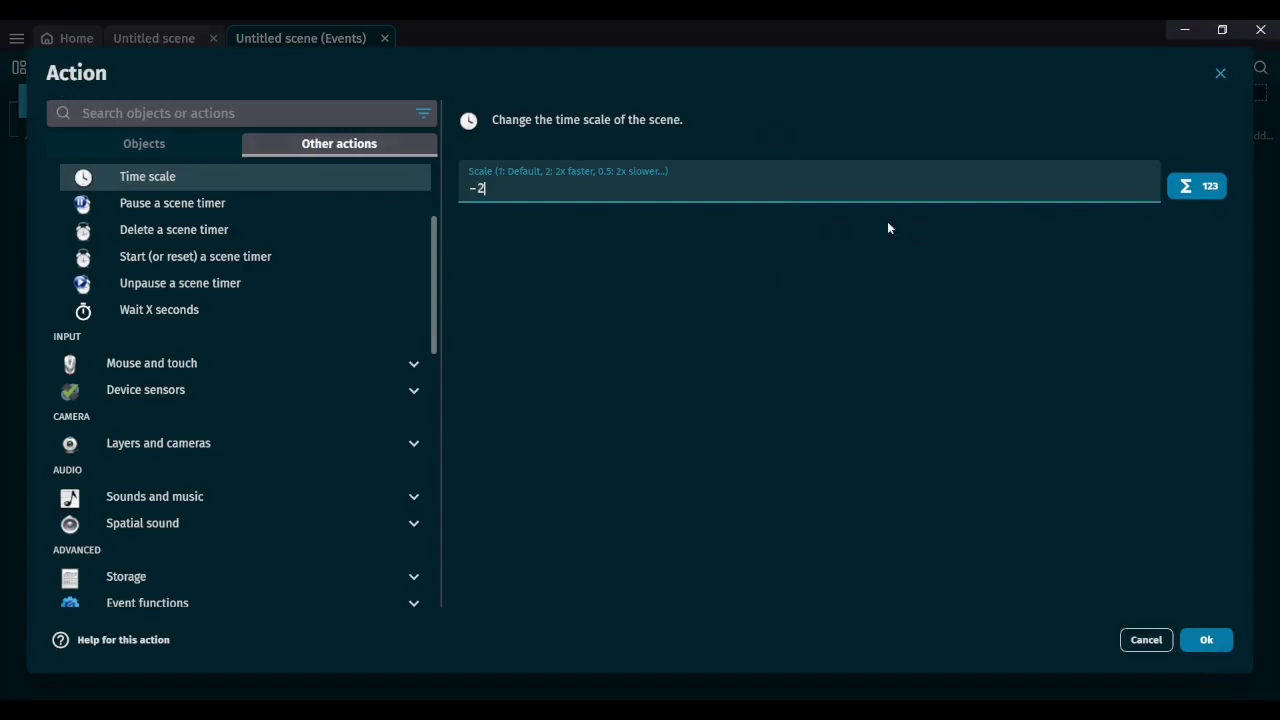 Home
Untitled scene
Untitled scene (Events)
Action
Search objects or actions
Objects
Other actions
Time scale
Pause a scene timer
Delete a scene timer
Start (or reset) a scene timer
Unpause a scene timer
Wait X seconds
INPUT
Mouse and touch
Device sensors
CAMERA
Layers and cameras
AUDIO
Sounds and music
Spatial sound
ADVANCED
Storage
Event functions
Change the time scale of the scene.
Scale (1: Default, 2: 2x faster, 0.5: 2x slower...)
-2
Σ 123
Help for this action
Cancel
Ok